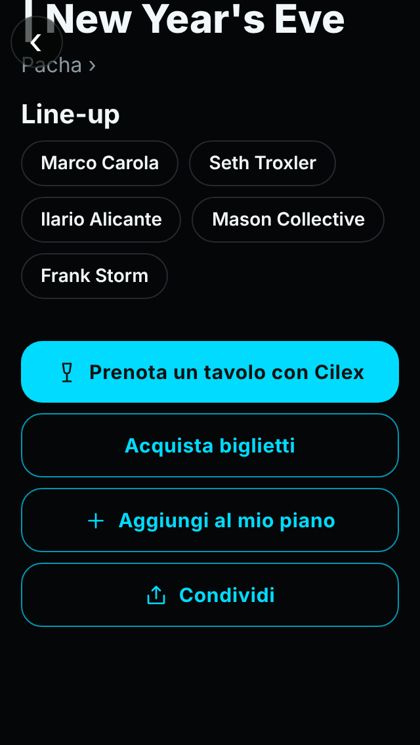 | New Year's Eve
Pacha ›
Line-up
Marco Carola
Seth Troxler
Ilario Alicante
Mason Collective
Frank Storm
Prenota un tavolo con Cilex
Acquista biglietti
+ Aggiungi al mio piano
Condividi